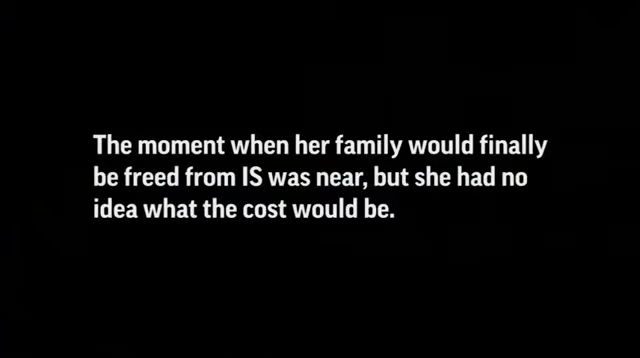 The moment when her family would finally
be freed from IS was near, but she had no
idea what the cost would be.